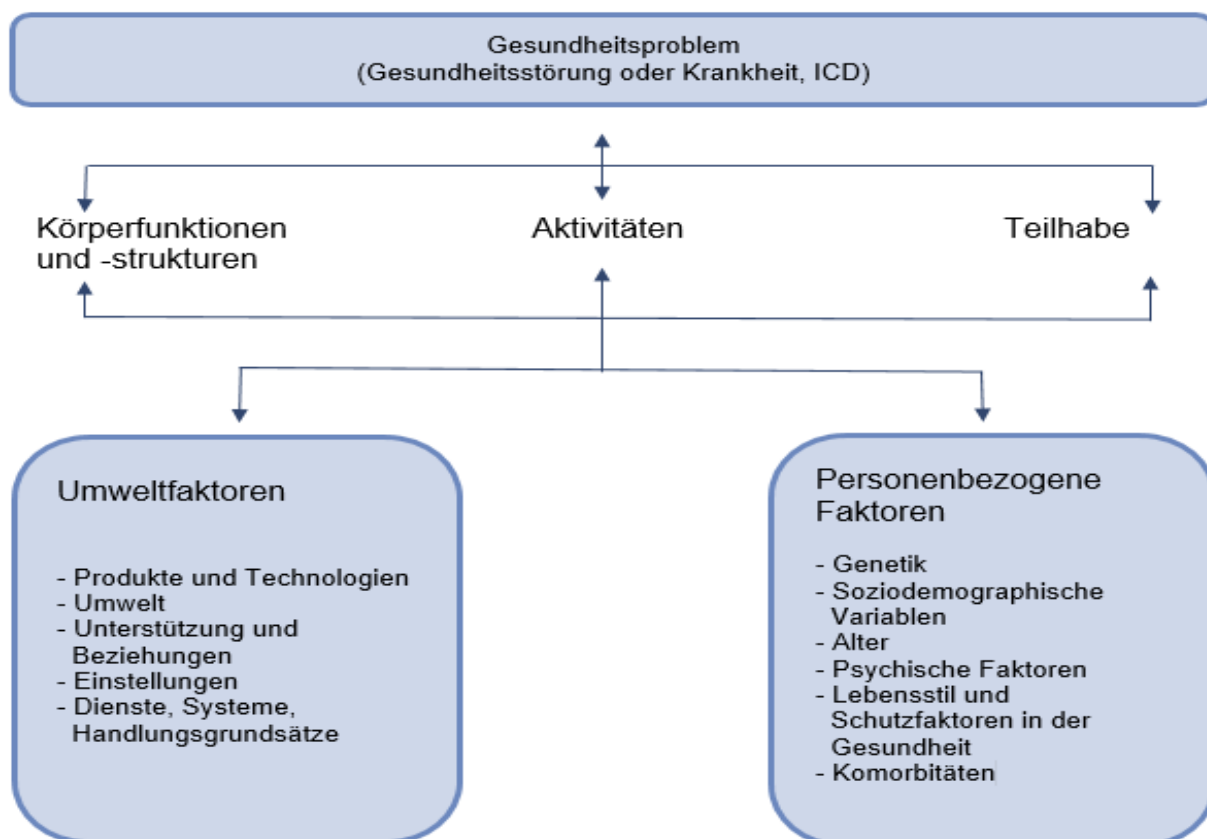 Gesundheitsproblem
(Gesundheitsstörung oder Krankheit, ICD)
Körperfunktionen
und -strukturen
Aktivitäten
Teilhabe
Umweltfaktoren
- Produkte und Technologien
- Umwelt
- Unterstützung und
Beziehungen
- Einstellungen
- Dienste, Systeme,
Handlungsgrundsätze
Personenbezogene
Faktoren
- Genetik
- Soziodemographische
Variablen
- Alter
- Psychische Faktoren
- Lebensstil und
Schutzfaktoren in der
Gesundheit
- Komorbitäten